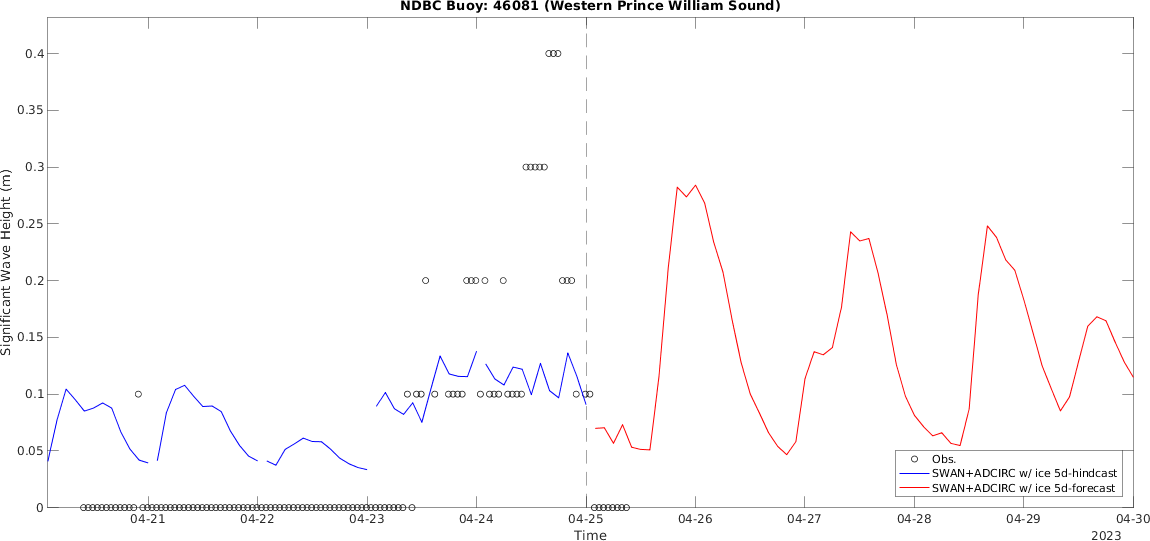 NDBC Buoy: 46081 (Western Prince William Sound)
Significant Wave Height (m)
0.4
0.35
0.3
0.25
0.2
0.15
0.1
0.05
0
Obs.
SWAN+ADCIRC w/ ice 5d-hindcast
SWAN+ADCIRC w/ ice 5d-forecast
04-21 04-22 04-23 04-24 04-25 04-26 04-27 04-28 04-29 04-30
Time
2023